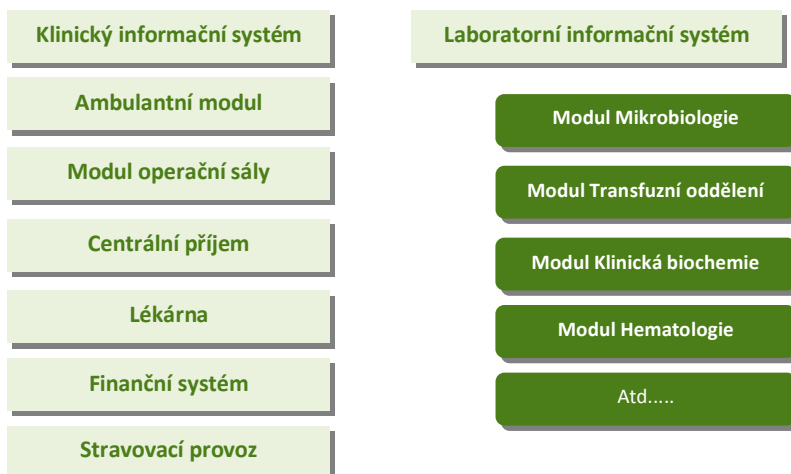 Klinický informační systém
Ambulantní modul
Modul operační sály
Centrální příjem
Lékárna
Finanční systém
Stravovací provoz
Laboratorní informační systém
Modul Mikrobiologie
Modul Transfuzní oddělení
Modul Klinická biochemie
Modul Hematologie
Atd.....